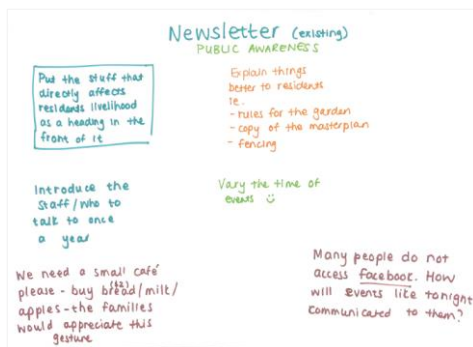 Newsletter (existing)
PUBLIC AWARENESS
Put the stuff that
directly affects
residents livelihood
as a heading in the
front of it
Explain things
better to residents
ie.
- rules for the garden
- copy of the masterplan
- fencing
Introduce the
Staff/who to
talk to once
a year
Vary the time of
events ☺
We need a small café
please - buy bread/milt/
($2)
apples - the families
would appreciate this
gesture
Many people do not
access facebook. How
will events like tonight
communicated to them?